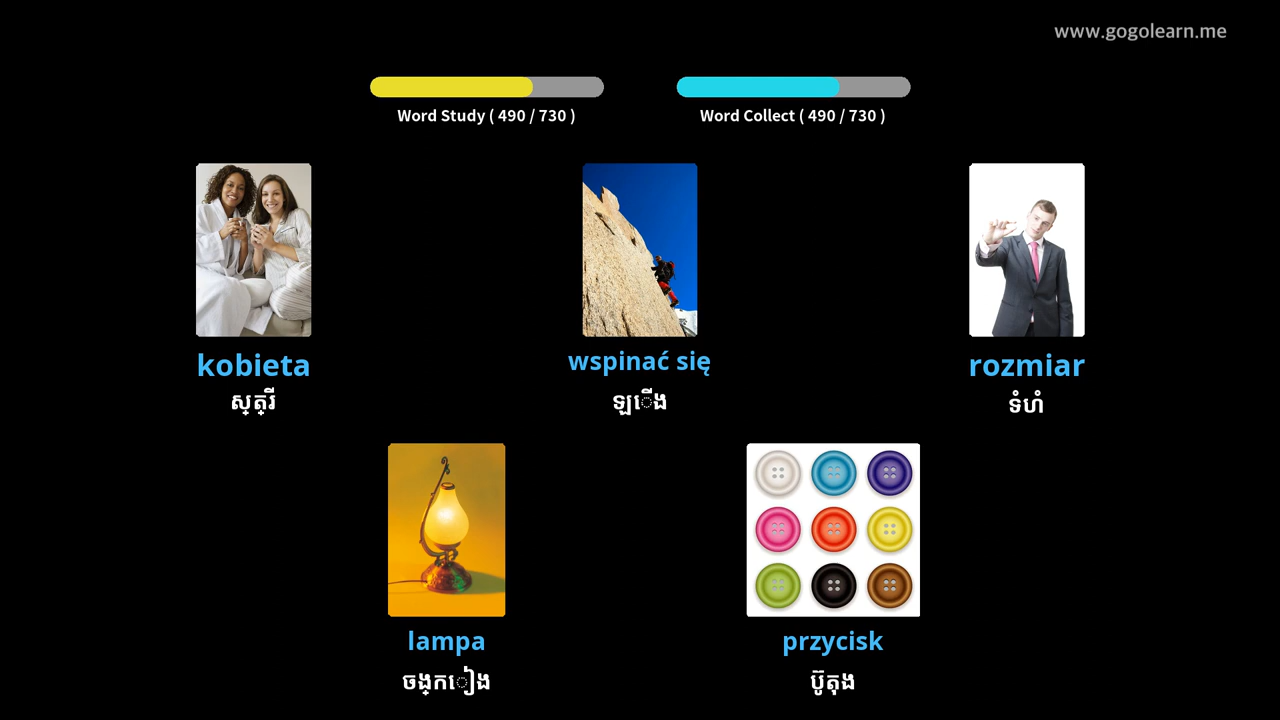 www.gogolearn.me
Word Study ( 490 / 730 )
Word Collect ( 490 / 730 )
kobieta
ស្ត្រី
wspinać się
ឡើង
rozmiar
ទំហំ
lampa
ចង្កៀង
przycisk
ប៊ូតុង